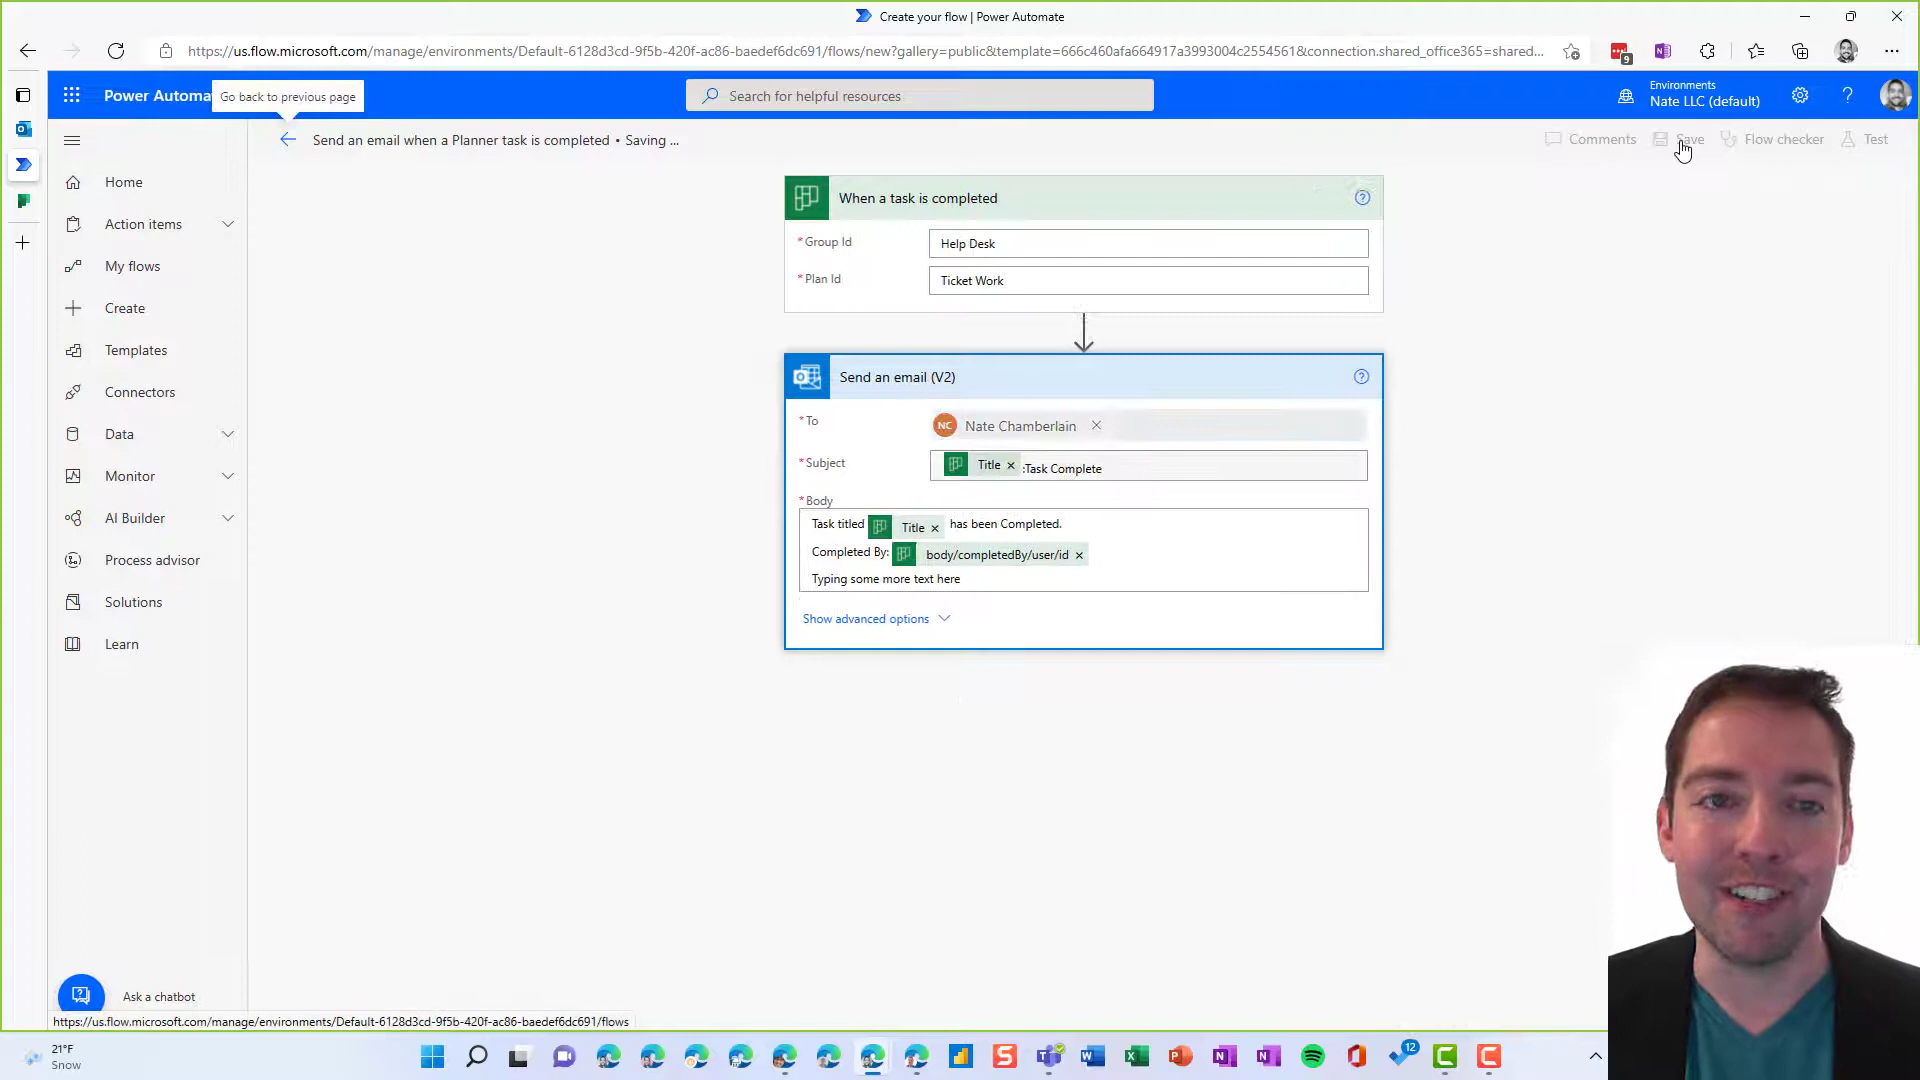 Create your flow | Power Automate
https://us.flow.microsoft.com/manage/environments/Default-6128d3cd-9f5b-420f-ac86-baedef6dc691/flows/new?gallery=public&template=666c460afa664917a3993004c2554561&connection.shared_office365=shared...
9
Power Automa
Go back to previous page
Search for helpful resources
Environments
Nate LLC (default)
?
Send an email when a Planner task is completed • Saving ...
Comments
Save
Flow checker
Test
Home
Action items
My flows
Create
Templates
Connectors
Data
Monitor
AI Builder
Process advisor
Solutions
Learn
Ask a chatbot
When a task is completed
?
* Group Id
Help Desk
* Plan Id
Ticket Work
Send an email (V2)
?
* To
NC Nate Chamberlain ×
* Subject
Title × :Task Complete
* Body
Task titled Title × has been Completed.
Completed By: body/completedBy/user/id ×
Typing some more text here
Show advanced options
https://us.flow.microsoft.com/manage/environments/Default-6128d3cd-9f5b-420f-ac86-baedef6dc691/flows
21°F
Snow
12